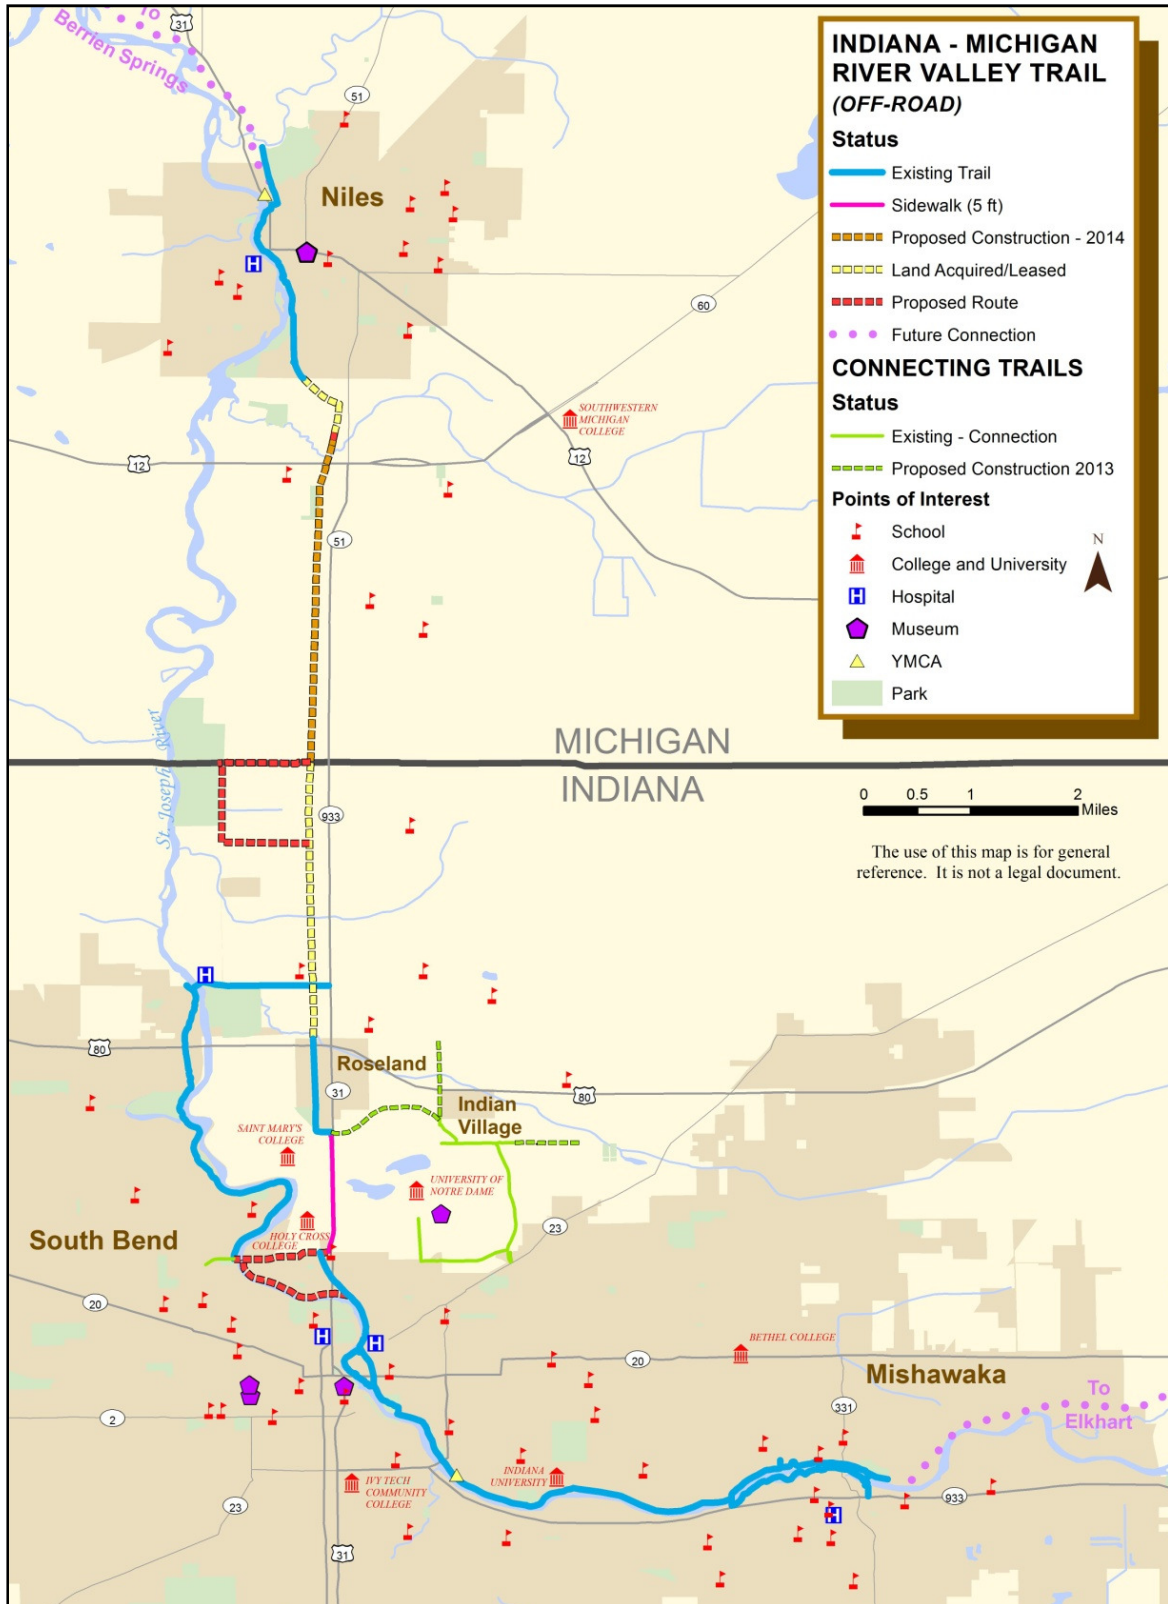 To
Berrien Springs
31
51
Niles
60
SOUTHWESTERN
MICHIGAN
COLLEGE
12
12
51
St. Joseph River
MICHIGAN
INDIANA
933
80
Roseland
31
Indian
Village
80
SAINT MARY'S
COLLEGE
UNIVERSITY OF
NOTRE DAME
HOLY CROSS
COLLEGE
23
South Bend
20
BETHEL COLLEGE
20
Mishawaka
To
Elkhart
2
331
INDIANA
UNIVERSITY
IVY TECH
COMMUNITY
COLLEGE
933
23
31
INDIANA - MICHIGAN
RIVER VALLEY TRAIL
(OFF-ROAD)
Status
Existing Trail
Sidewalk (5 ft)
Proposed Construction - 2014
Land Acquired/Leased
Proposed Route
Future Connection
CONNECTING TRAILS
Status
Existing - Connection
Proposed Construction 2013
Points of Interest
School
N
College and University
H Hospital
Museum
YMCA
Park
0 0.5 1 2
Miles
The use of this map is for general
reference. It is not a legal document.
H
H
H
H
H